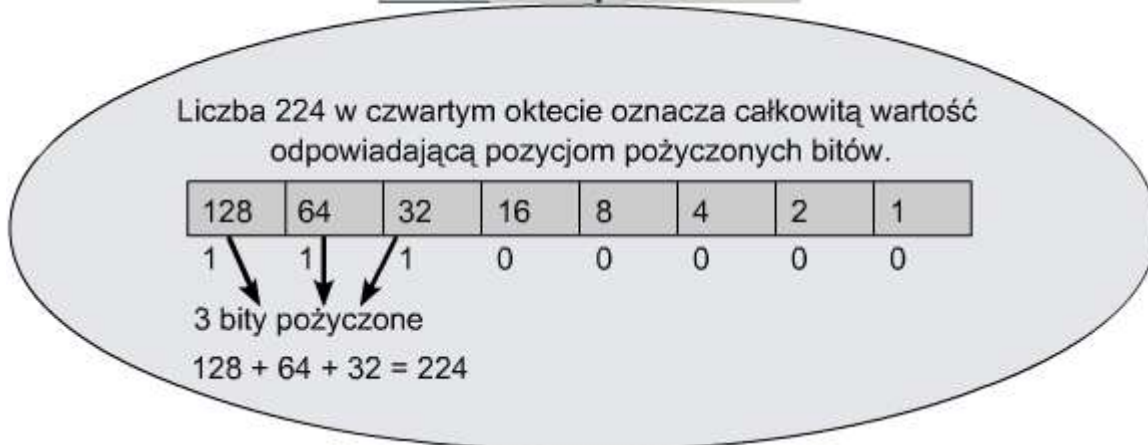 Liczba 224 w czwartym oktecie oznacza całkowitą wartość
odpowiadającą pozycjom pożyczonych bitów.
128 64 32 16 8 4 2 1
1 1 1 0 0 0 0 0
3 bity pożyczone
128 + 64 + 32 = 224